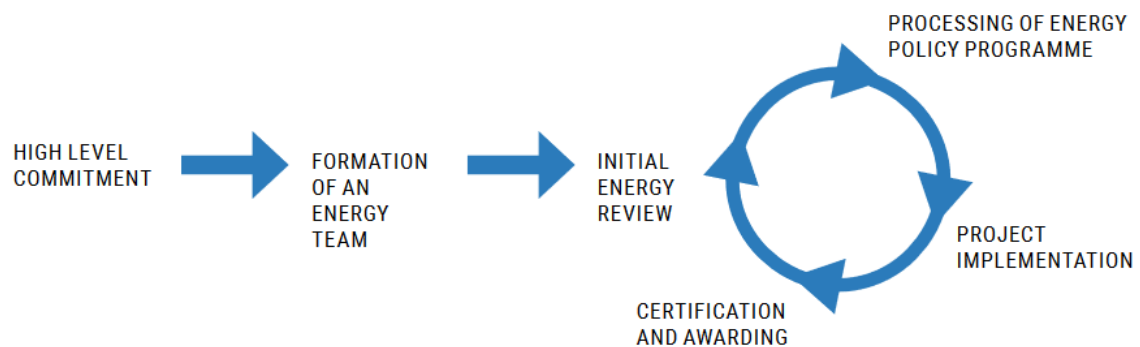 HIGH LEVEL
COMMITMENT
FORMATION
OF AN
ENERGY
TEAM
INITIAL
ENERGY
REVIEW
PROCESSING OF ENERGY
POLICY PROGRAMME
PROJECT
IMPLEMENTATION
CERTIFICATION
AND AWARDING